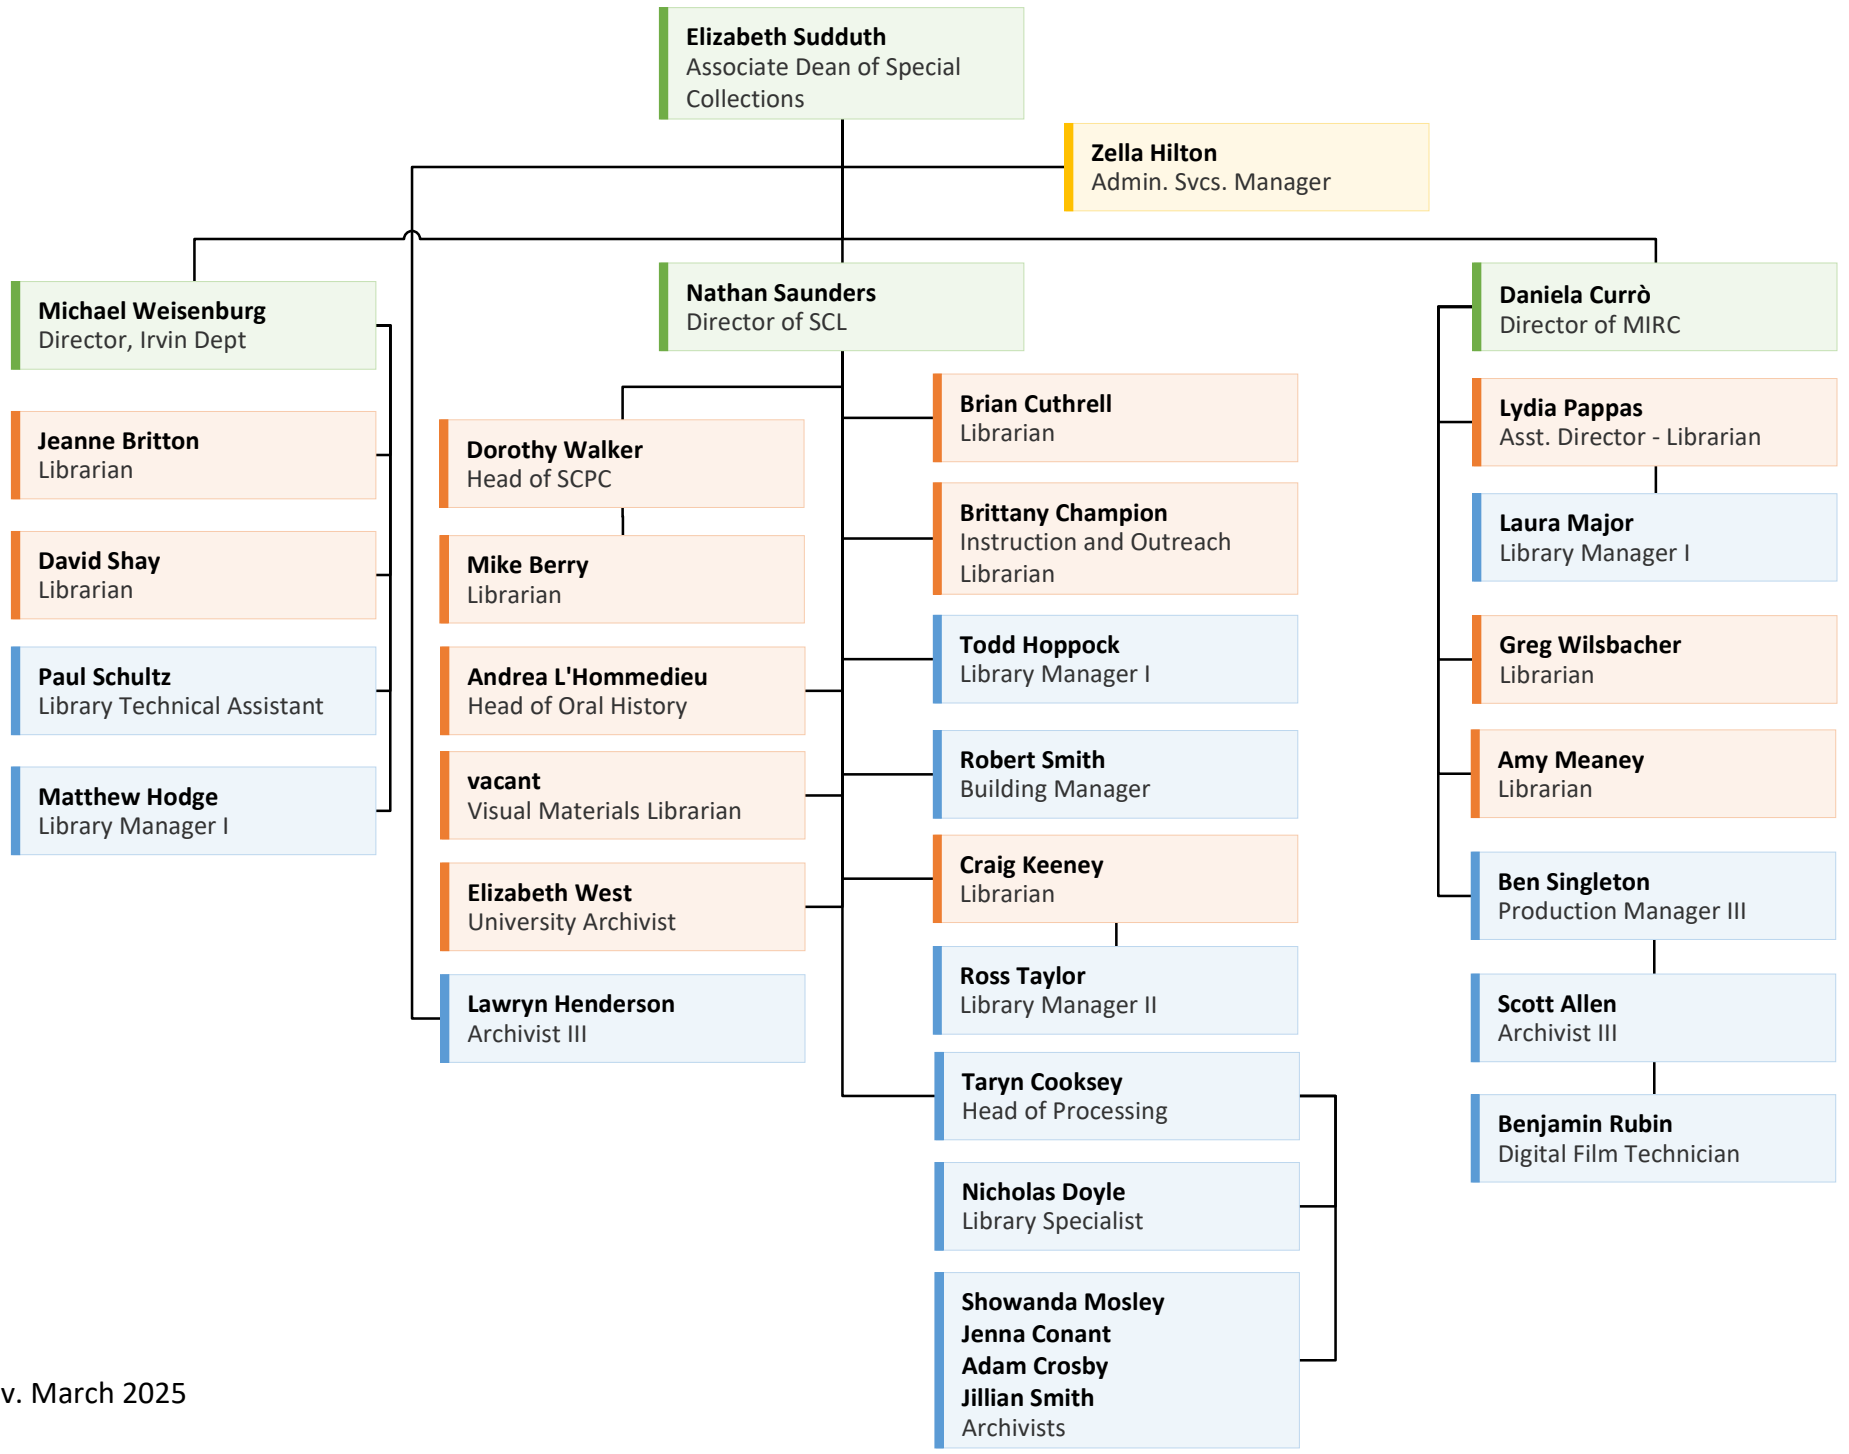 Elizabeth Sudduth
Associate Dean of Special
Collections
Zella Hilton
Admin. Svcs. Manager
Michael Weisenburg
Director, Irvin Dept
Jeanne Britton
Librarian
David Shay
Librarian
Paul Schultz
Library Technical Assistant
Matthew Hodge
Library Manager I
Nathan Saunders
Director of SCL
Dorothy Walker
Head of SCPC
Mike Berry
Librarian
Andrea L'Hommedieu
Head of Oral History
vacant
Visual Materials Librarian
Elizabeth West
University Archivist
Lawryn Henderson
Archivist III
Brian Cuthrell
Librarian
Brittany Champion
Instruction and Outreach
Librarian
Todd Hoppock
Library Manager I
Robert Smith
Building Manager
Craig Keeney
Librarian
Ross Taylor
Library Manager II
Taryn Cooksey
Head of Processing
Nicholas Doyle
Library Specialist
Showanda Mosley
Jenna Conant
Adam Crosby
Jillian Smith
Archivists
Daniela Currò
Director of MIRC
Lydia Pappas
Asst. Director - Librarian
Laura Major
Library Manager I
Greg Wilsbacher
Librarian
Amy Meaney
Librarian
Ben Singleton
Production Manager III
Scott Allen
Archivist III
Benjamin Rubin
Digital Film Technician
v. March 2025